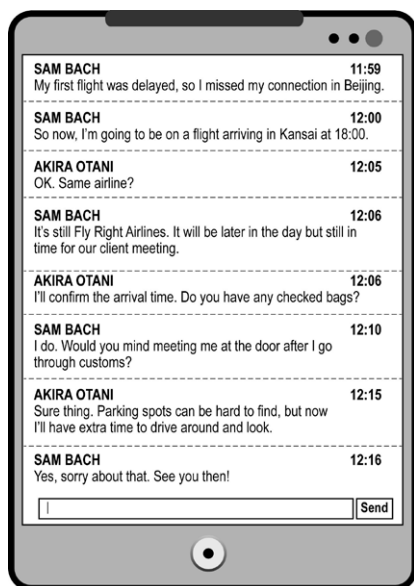 SAM BACH 11:59
My first flight was delayed, so I missed my connection in Beijing.
SAM BACH 12:00
So now, I'm going to be on a flight arriving in Kansai at 18:00.
AKIRA OTANI 12:05
OK. Same airline?
SAM BACH 12:06
It's still Fly Right Airlines. It will be later in the day but still in
time for our client meeting.
AKIRA OTANI 12:06
I'll confirm the arrival time. Do you have any checked bags?
SAM BACH 12:10
I do. Would you mind meeting me at the door after I go
through customs?
AKIRA OTANI 12:15
Sure thing. Parking spots can be hard to find, but now
I'll have extra time to drive around and look.
SAM BACH 12:16
Yes, sorry about that. See you then!
Send